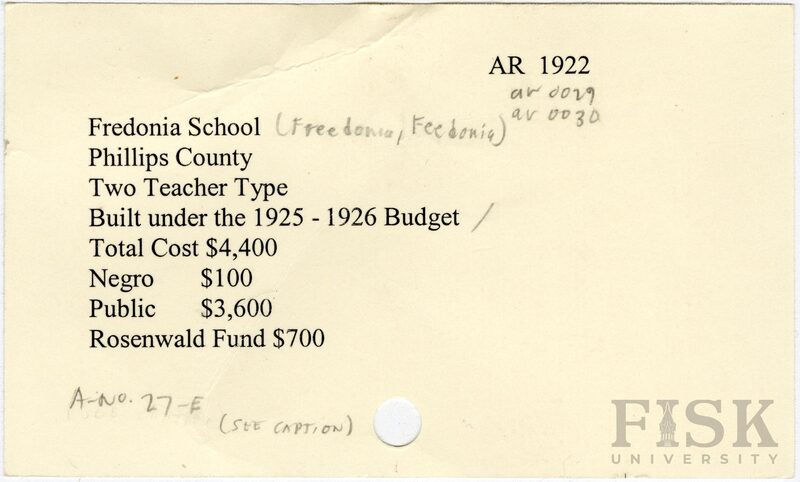 AR 1922
ar 0029
ar 0030
Fredonia School (Freedonia, Feedonia)
Phillips County
Two Teacher Type
Built under the 1925 - 1926 Budget /
Total Cost $4,400
Negro $100
Public $3,600
Rosenwald Fund $700
A-NO. 27-E
(SEE CAPTION)
FISK
UNIVERSITY